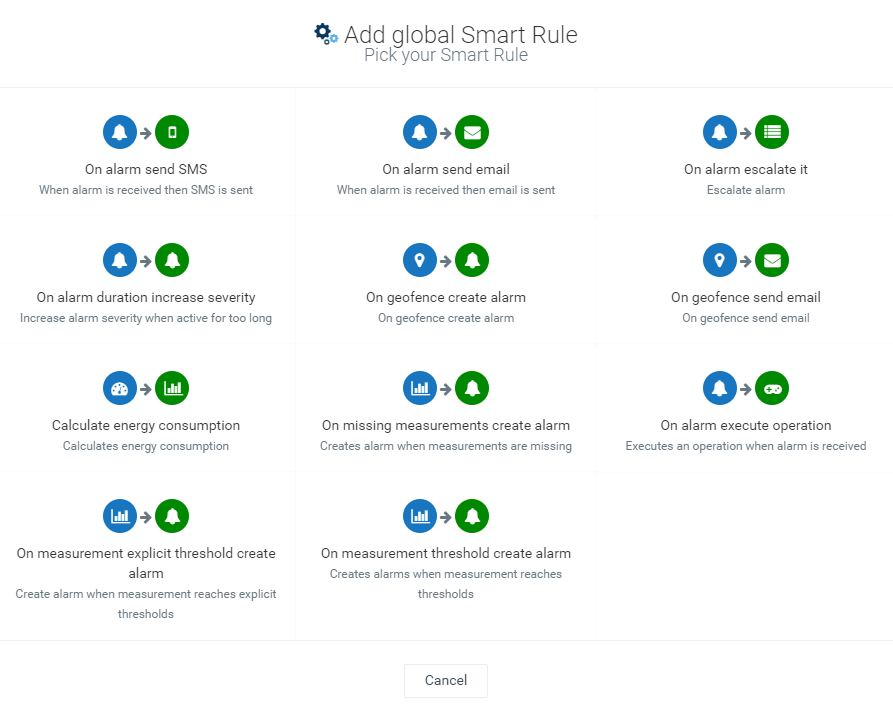 Add global Smart Rule
Pick your Smart Rule
On alarm send SMS
When alarm is received then SMS is sent
On alarm send email
When alarm is received then email is sent
On alarm escalate it
Escalate alarm
On alarm duration increase severity
Increase alarm severity when active for too long
On geofence create alarm
On geofence create alarm
On geofence send email
On geofence send email
Calculate energy consumption
Calculates energy consumption
On missing measurements create alarm
Creates alarm when measurements are missing
On alarm execute operation
Executes an operation when alarm is received
On measurement explicit threshold create
alarm
Create alarm when measurement reaches explicit
thresholds
On measurement threshold create alarm
Creates alarms when measurement reaches
thresholds
Cancel